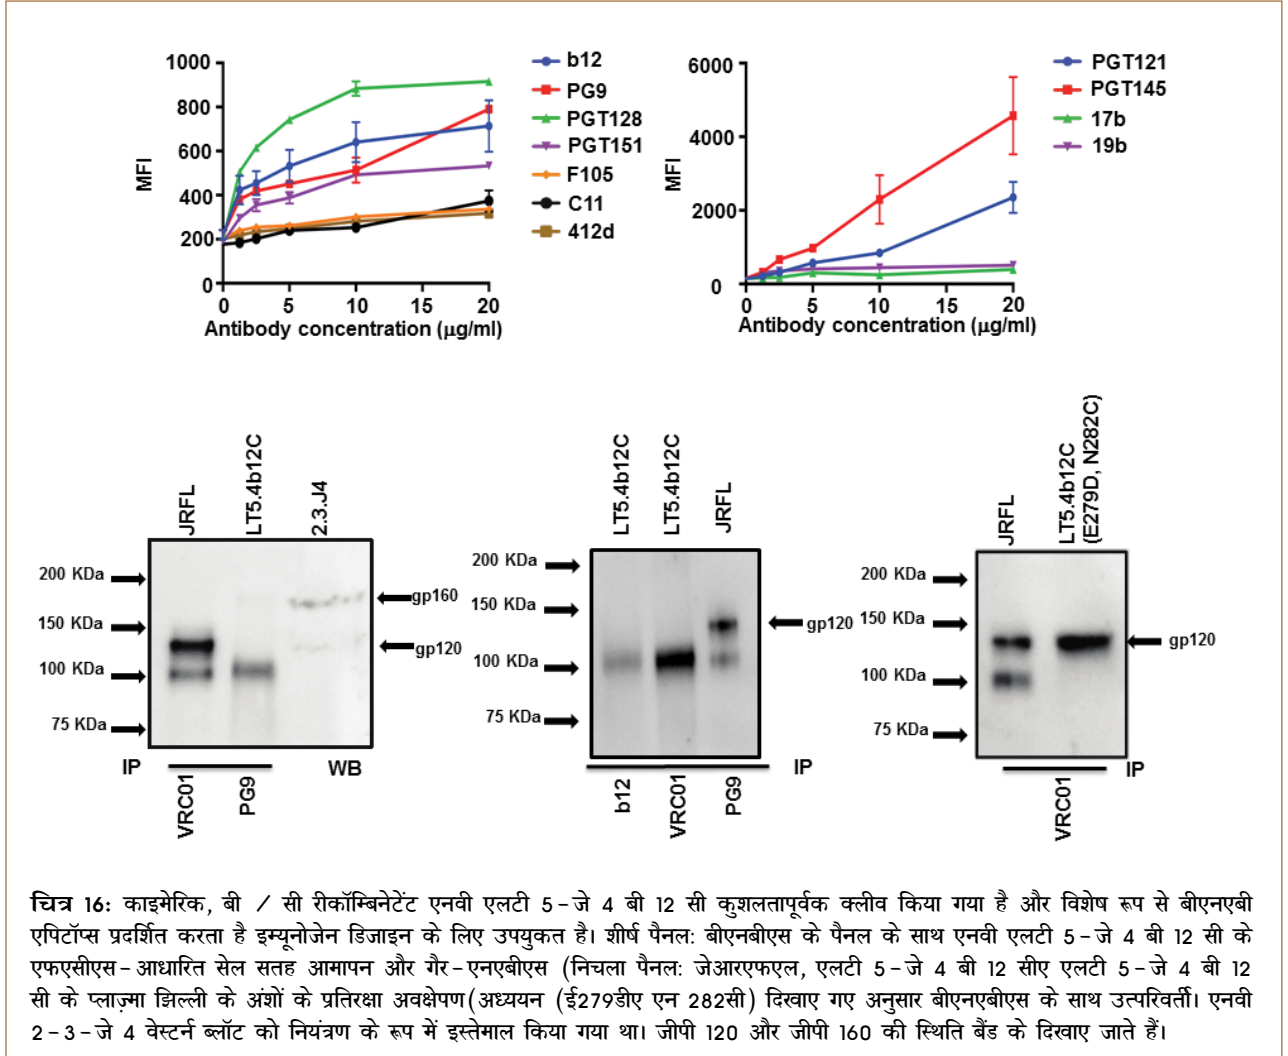 1000
800
600
400
200
0
MFI
0 5 10 15 20
Antibody concentration (µg/ml)
b12
PG9
PGT128
PGT151
F105
C11
412d
6000
4000
2000
0
MFI
0 5 10 15 20
Antibody concentration (µg/ml)
PGT121
PGT145
17b
19b
JRFL
LT5.4b12C
2.3.J4
200 KDa
150 KDa
100 KDa
75 KDa
gp160
gp120
IP
WB
VRC01
PG9
LT5.4b12C
LT5.4b12C
JRFL
200 KDa
150 KDa
100 KDa
75 KDa
gp120
IP
b12
VRC01
PG9
JRFL
LT5.4b12C
(E279D, N282C)
200 KDa
150 KDa
100 KDa
75 KDa
gp120
IP
VRC01
चित्र 16: काइमेरिक, बी / सी रीकॉम्बिनेटेंट एनवी एलटी 5-जे 4 बी 12 सी कुशलतापूर्वक क्लीव किया गया है और विशेष रूप से बीएनएबी
एपिटॉप्स प्रदर्शित करता है इम्यूनोजेन डिजाइन के लिए उपयुकत है। शीर्ष पैनल: बीएनबीएस के पैनल के साथ एनवी एलटी 5-जे 4 बी 12 सी के
एफएसीएस-आधारित सेल सतह आमापन और गैर-एनएबीएस (निचला पैनल: जेआरएफएल, एलटी 5-जे 4 बी 12 सीए एलटी 5-जे 4 बी 12
सी के प्लाज़्मा झिल्ली के अंशों के प्रतिरक्षा अवक्षेपण(अध्ययन (ई279डीए एन 282सी) दिखाए गए अनुसार बीएनएबीएस के साथ उत्परिवर्ती। एनवी
2-3-जे 4 वेस्टर्न ब्लॉट को नियंत्रण के रूप में इस्तेमाल किया गया था। जीपी 120 और जीपी 160 की स्थिति बैंड के दिखाए जाते हैं।